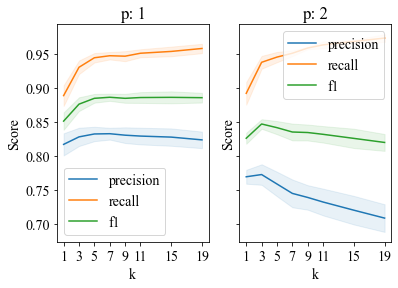 p: 1
p: 2
Score
0.95
0.90
0.85
0.80
0.75
0.70
precision
recall
f1
1 3 5 7 9 11 15 19
k
Score
precision
recall
f1
1 3 5 7 9 11 15 19
k